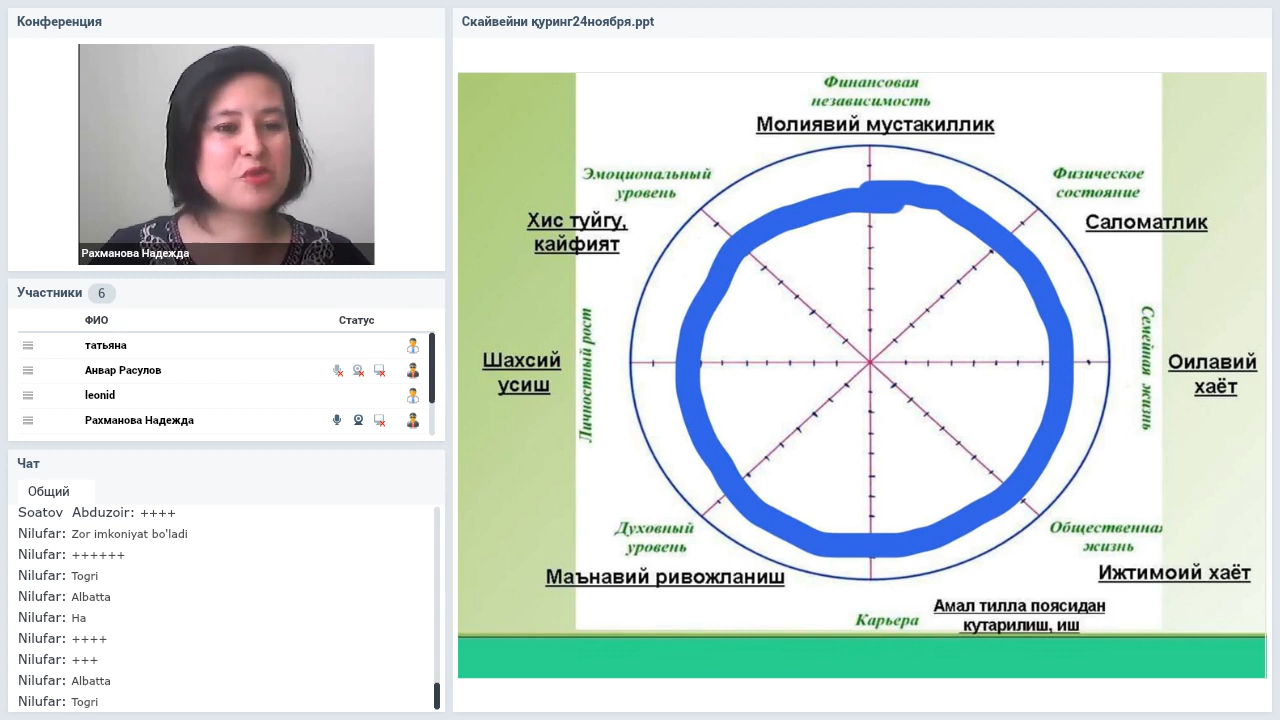 Конференция
Рахманова Надежда
Участники 6
ФИО Статус
татьяна
Анвар Расулов
leonid
Рахманова Надежда
Чат
Общий
Soatov Abduzoir: ++++
Nilufar: Zor imkoniyat bo'ladi
Nilufar: ++++++
Nilufar: Togri
Nilufar: Albatta
Nilufar: Ha
Nilufar: ++++
Nilufar: +++
Nilufar: Albatta
Nilufar: Togri
Скайвейни қуринг24ноября.ppt
Финансовая
независимость
Молиявий мустакиллик
Эмоциональный
уровень
Хис туйгу,
кайфият
Физическое
состояние
Саломатлик
Личностный рост
Шахсий
усиш
Семейная жизнь
Оилавий
хаёт
Духовный
уровень
Маънавий ривожланиш
Общественная
жизнь
Ижтимоий хаёт
Карьера
Амал тилла поясидан
кутарилиш, иш